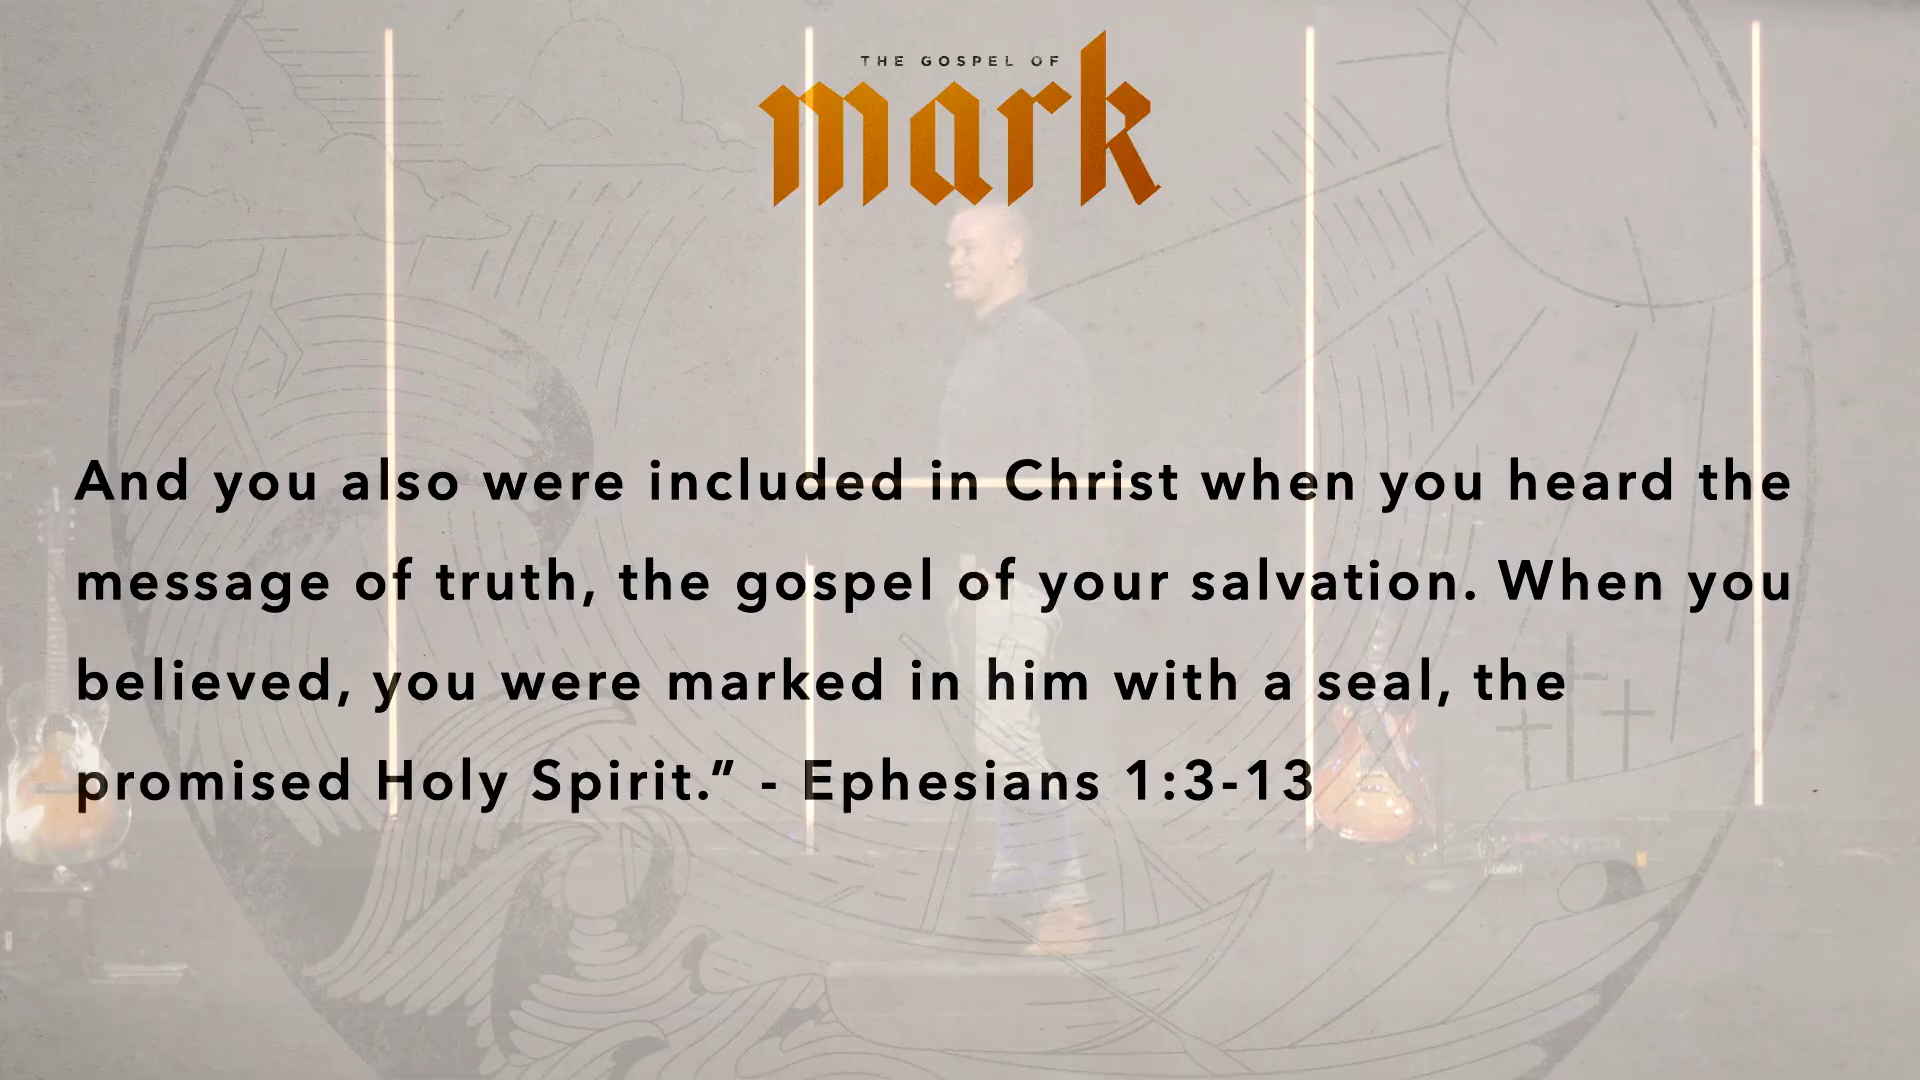 THE GOSPEL OF
mark
And you also were included in Christ when you heard the
message of truth, the gospel of your salvation. When you
believed, you were marked in him with a seal, the
promised Holy Spirit.” - Ephesians 1:3-13